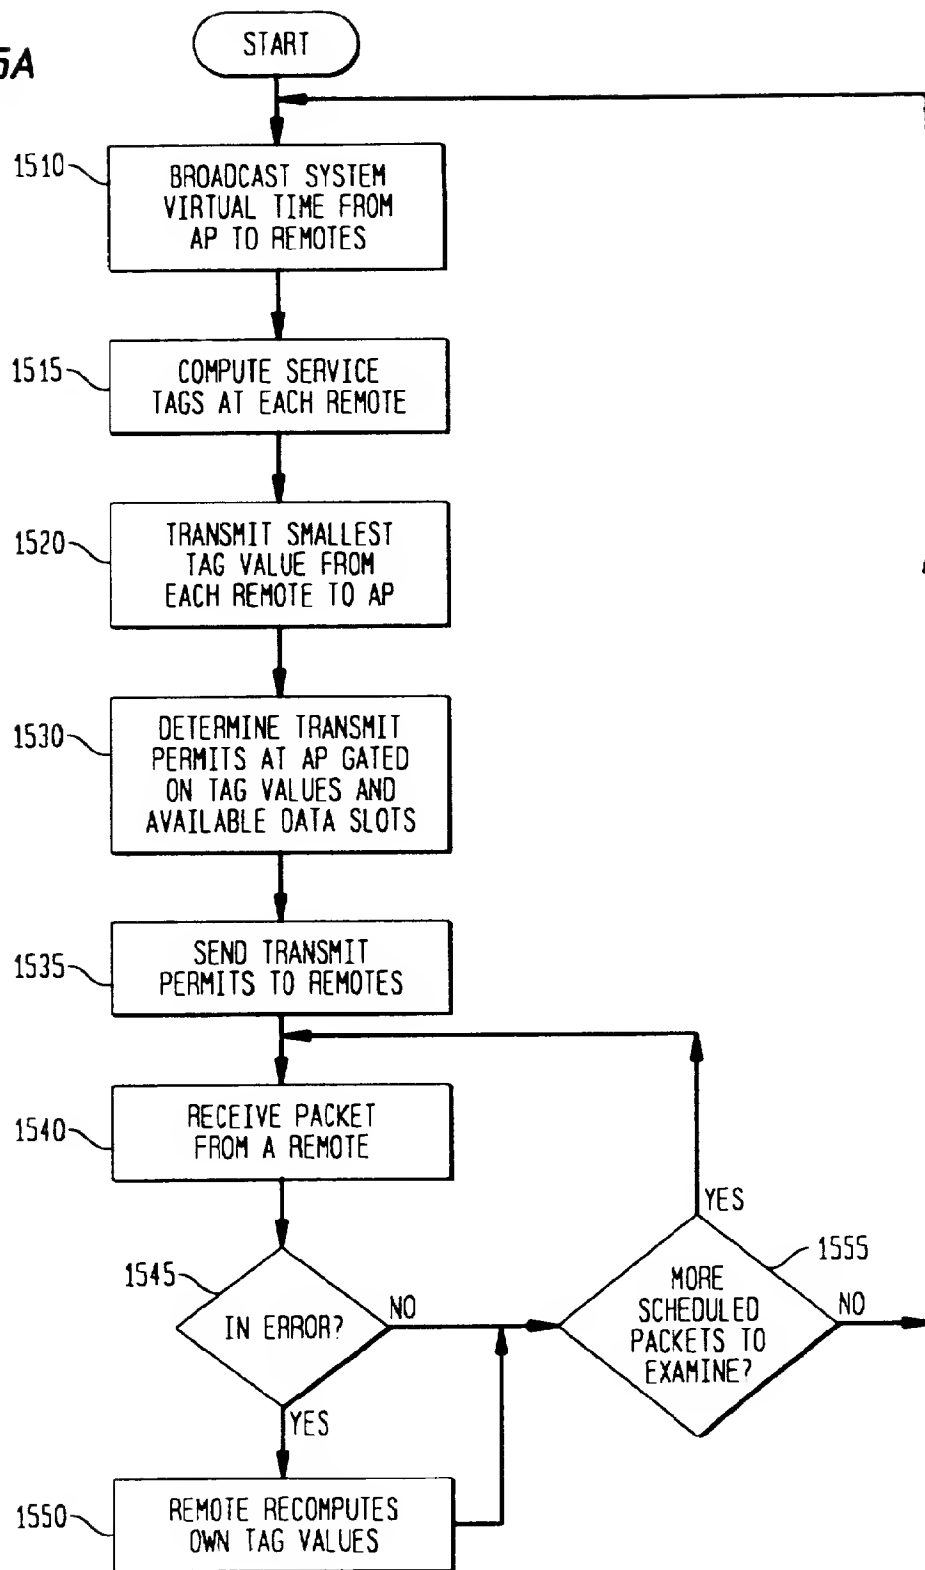 5A
START
1510
BROADCAST SYSTEM
VIRTUAL TIME FROM
AP TO REMOTES
1515
COMPUTE SERVICE
TAGS AT EACH REMOTE
1520
TRANSMIT SMALLEST
TAG VALUE FROM
EACH REMOTE TO AP
1530
DETERMINE TRANSMIT
PERMITS AT AP GATED
ON TAG VALUES AND
AVAILABLE DATA SLOTS
1535
SEND TRANSMIT
PERMITS TO REMOTES
1540
RECEIVE PACKET
FROM A REMOTE
YES
1555
MORE
SCHEDULED
PACKETS TO
EXAMINE?
NO
1545
IN ERROR?
NO
YES
1550
REMOTE RECOMPUTES
OWN TAG VALUES